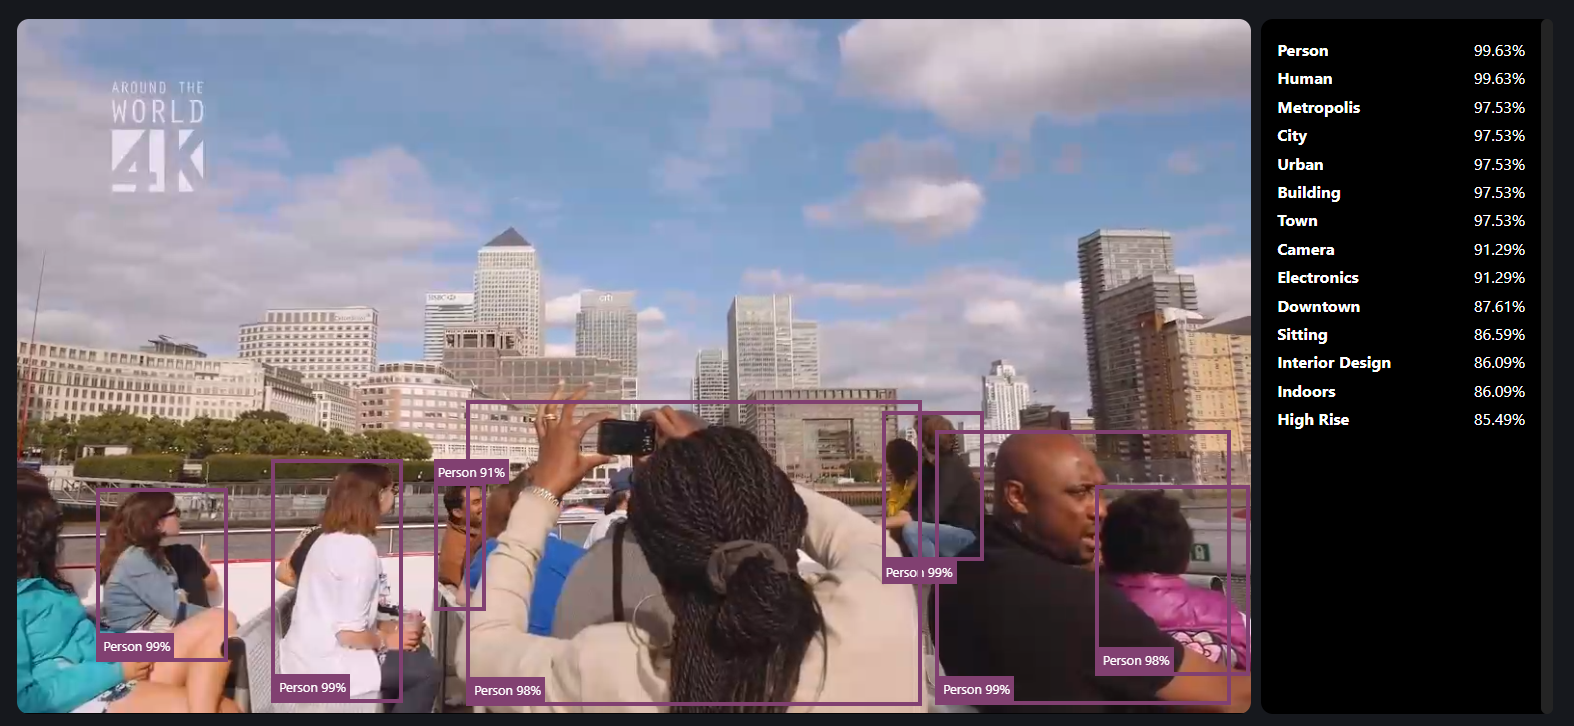 AROUND THE
WORLD
4K
HSBC
citi
Person 91%
Person 99%
Person 99%
Person 99%
Person 98%
Person 99%
Person 98%
Person 99.63%
Human 99.63%
Metropolis 97.53%
City 97.53%
Urban 97.53%
Building 97.53%
Town 97.53%
Camera 91.29%
Electronics 91.29%
Downtown 87.61%
Sitting 86.59%
Interior Design 86.09%
Indoors 86.09%
High Rise 85.49%